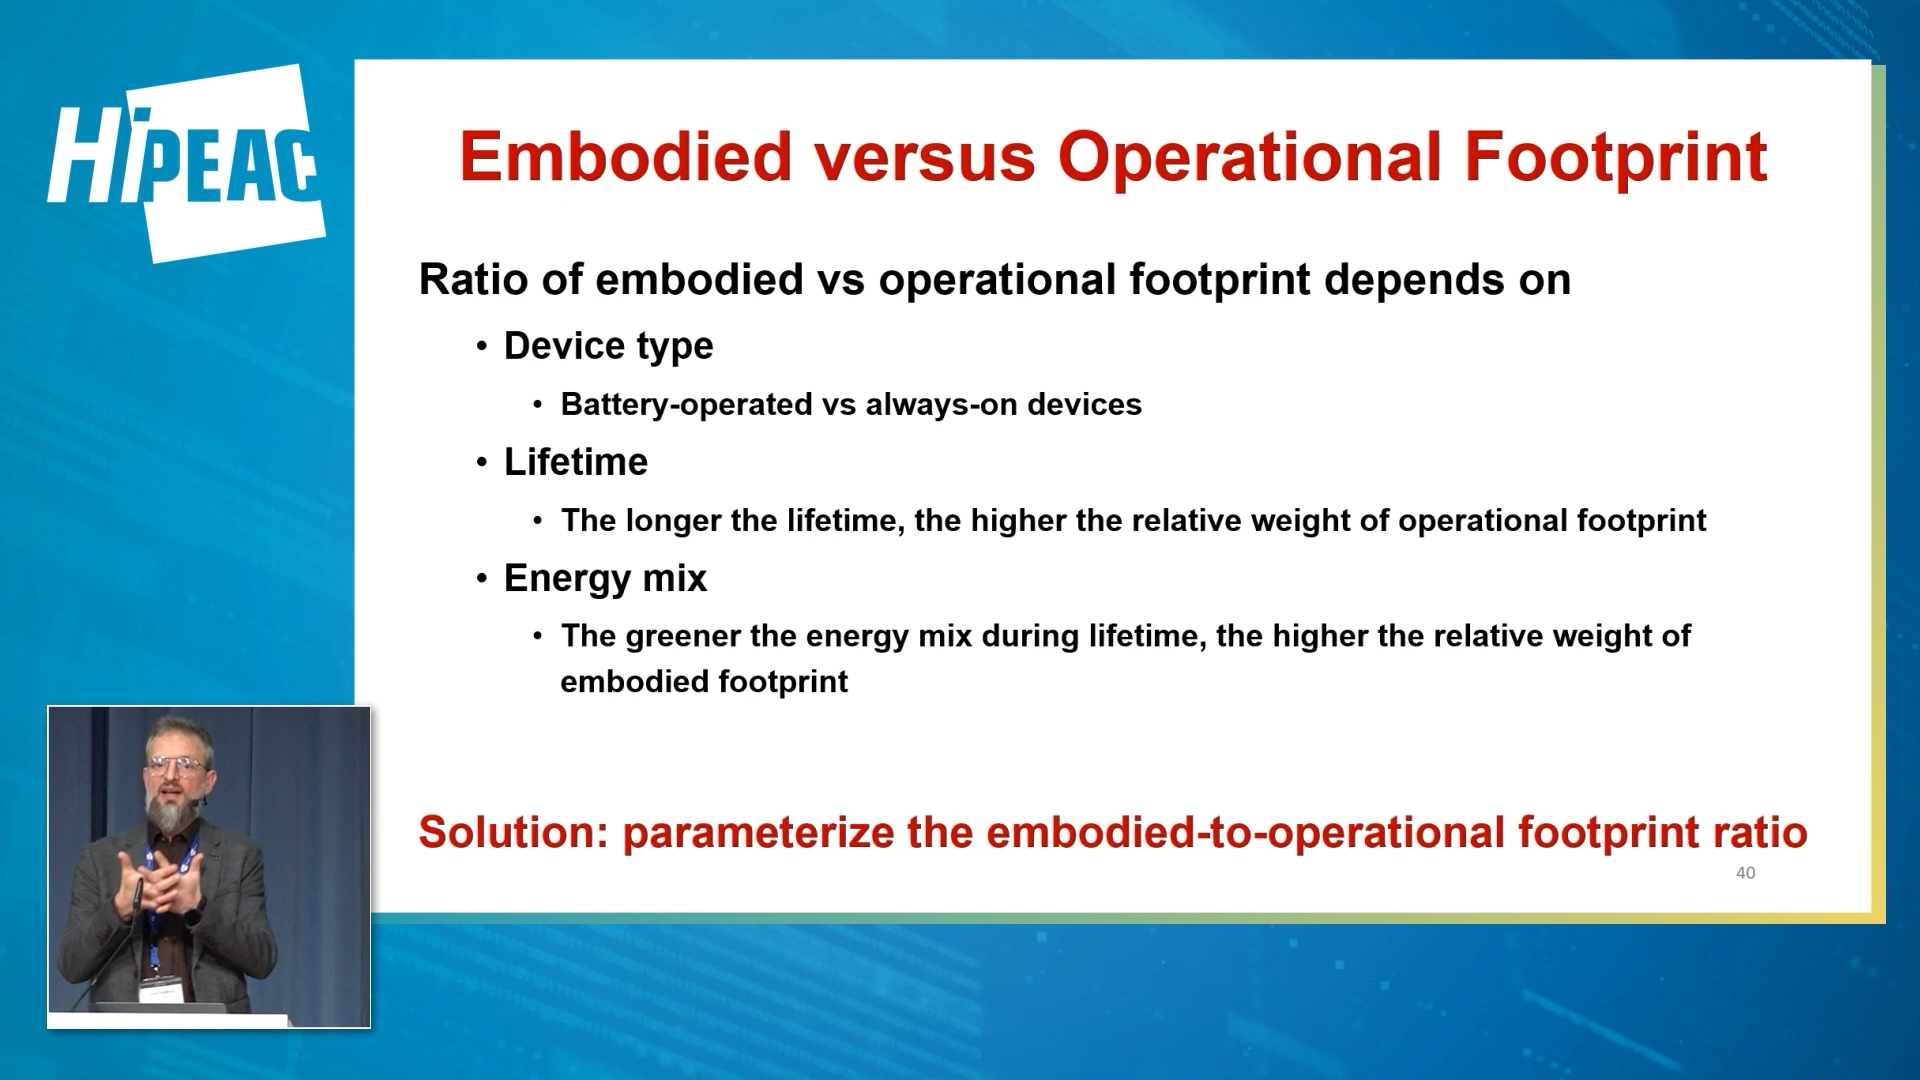 HiPEAC
Embodied versus Operational Footprint
Ratio of embodied vs operational footprint depends on
• Device type
• Battery-operated vs always-on devices
• Lifetime
• The longer the lifetime, the higher the relative weight of operational footprint
• Energy mix
• The greener the energy mix during lifetime, the higher the relative weight of
embodied footprint
Solution: parameterize the embodied-to-operational footprint ratio
40